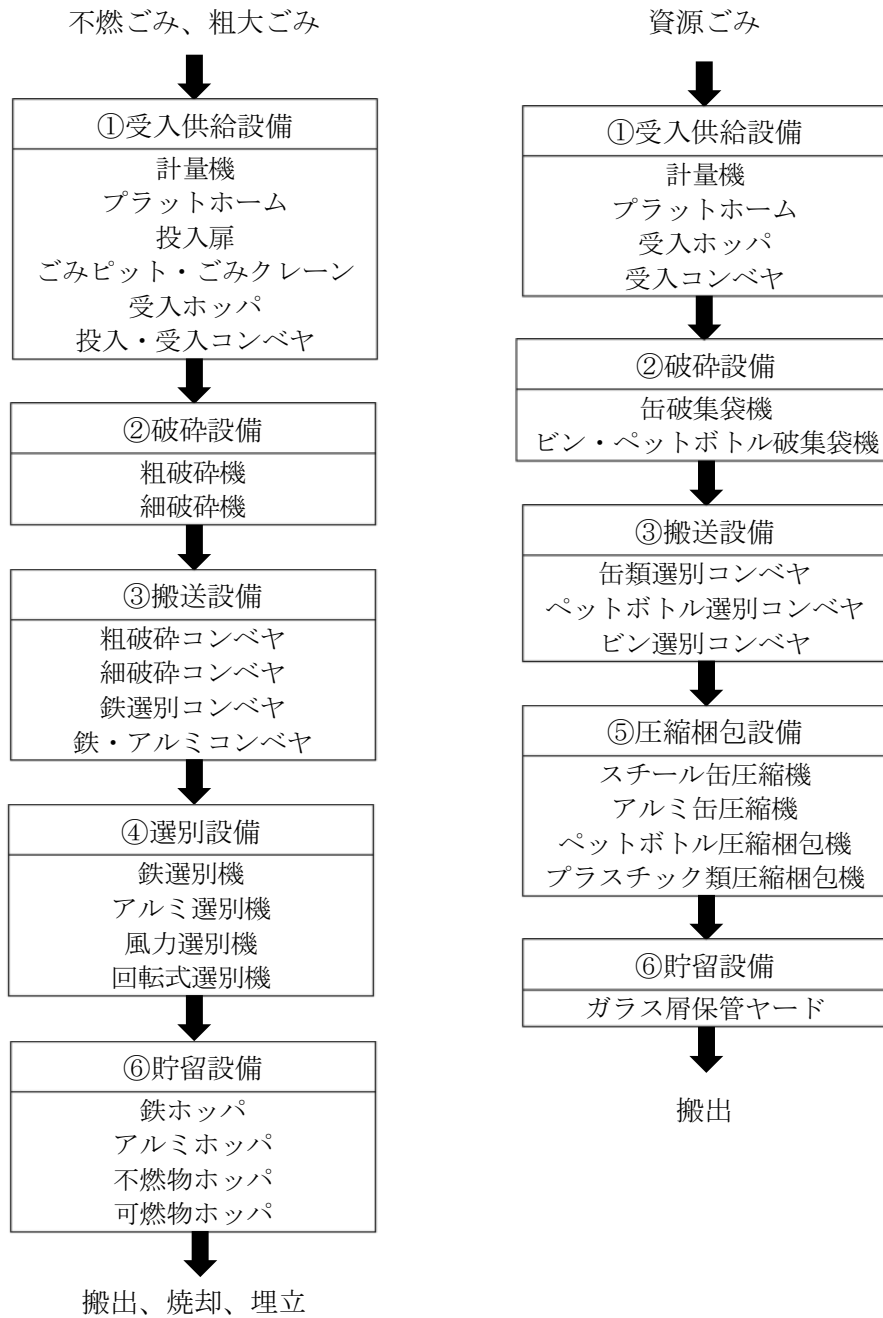 不燃ごみ、粗大ごみ
①受入供給設備
計量機
プラットホーム
投入扉
ごみピット・ごみクレーン
受入ホッパ
投入・受入コンベヤ
②破砕設備
粗破砕機
細破砕機
③搬送設備
粗破砕コンベヤ
細破砕コンベヤ
鉄選別コンベヤ
鉄・アルミコンベヤ
④選別設備
鉄選別機
アルミ選別機
風力選別機
回転式選別機
⑥貯留設備
鉄ホッパ
アルミホッパ
不燃物ホッパ
可燃物ホッパ
搬出、焼却、埋立
資源ごみ
①受入供給設備
計量機
プラットホーム
受入ホッパ
受入コンベヤ
②破砕設備
缶破集袋機
ビン・ペットボトル破集袋機
③搬送設備
缶類選別コンベヤ
ペットボトル選別コンベヤ
ビン選別コンベヤ
⑤圧縮梱包設備
スチール缶圧縮機
アルミ缶圧縮機
ペットボトル圧縮梱包機
プラスチック類圧縮梱包機
⑥貯留設備
ガラス屑保管ヤード
搬出